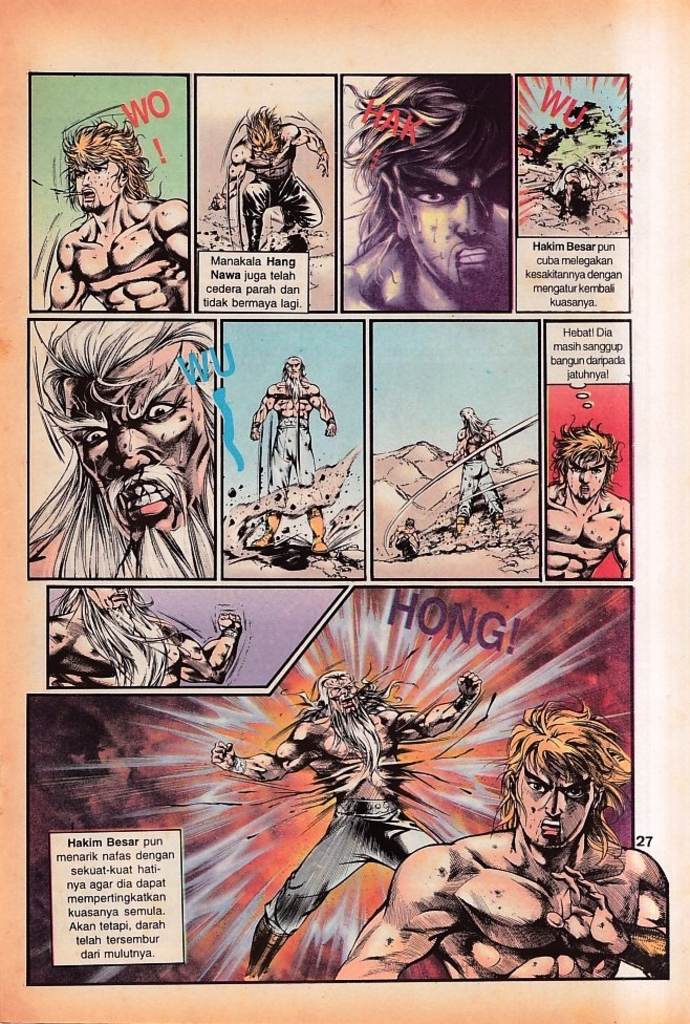 WO
!
Manakala Hang
Nawa juga telah
cedera parah dan
tidak bermaya lagi.
HAK
!
WU
Hakim Besar pun
cuba melegakan
kesakitannya dengan
mengatur kembali
kuasanya.
WU
!
Hebat! Dia
masih sanggup
bangun daripada
jatuhnya!
HONG!
Hakim Besar pun
menarik nafas dengan
sekuat-kuat hati-
nya agar dia dapat
mempertingkatkan
kuasanya semula.
Akan tetapi, darah
telah tersembur
dari mulutnya.
27